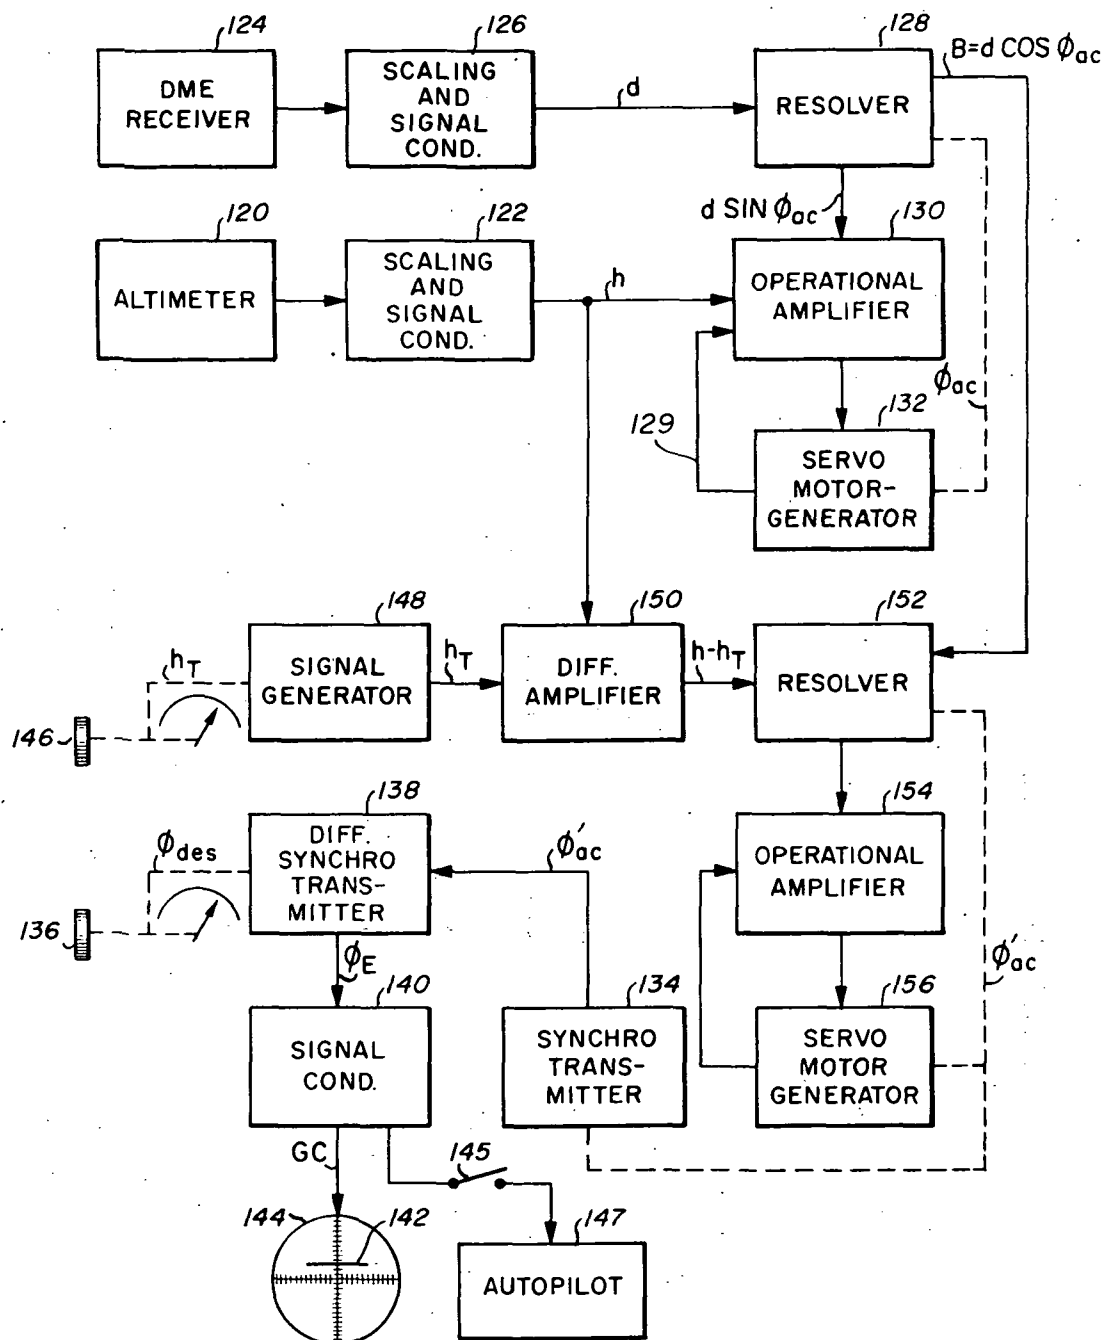 124
126
128
B=d COS ϕac
DME
RECEIVER
SCALING
AND
SIGNAL
COND.
d
RESOLVER
d SIN ϕac
120
122
130
ALTIMETER
SCALING
AND
SIGNAL
COND.
h
OPERATIONAL
AMPLIFIER
ϕac
129
132
SERVO
MOTOR-
GENERATOR
148
150
152
hT
SIGNAL
GENERATOR
hT
DIFF.
AMPLIFIER
h-hT
RESOLVER
146
138
154
ϕdes
DIFF.
SYNCHRO
TRANS-
MITTER
ϕ'ac
OPERATIONAL
AMPLIFIER
136
ϕE
ϕ'ac
140
134
156
SIGNAL
COND.
SYNCHRO
TRANS-
MITTER
SERVO
MOTOR
GENERATOR
GC
145
144
142
147
AUTOPILOT